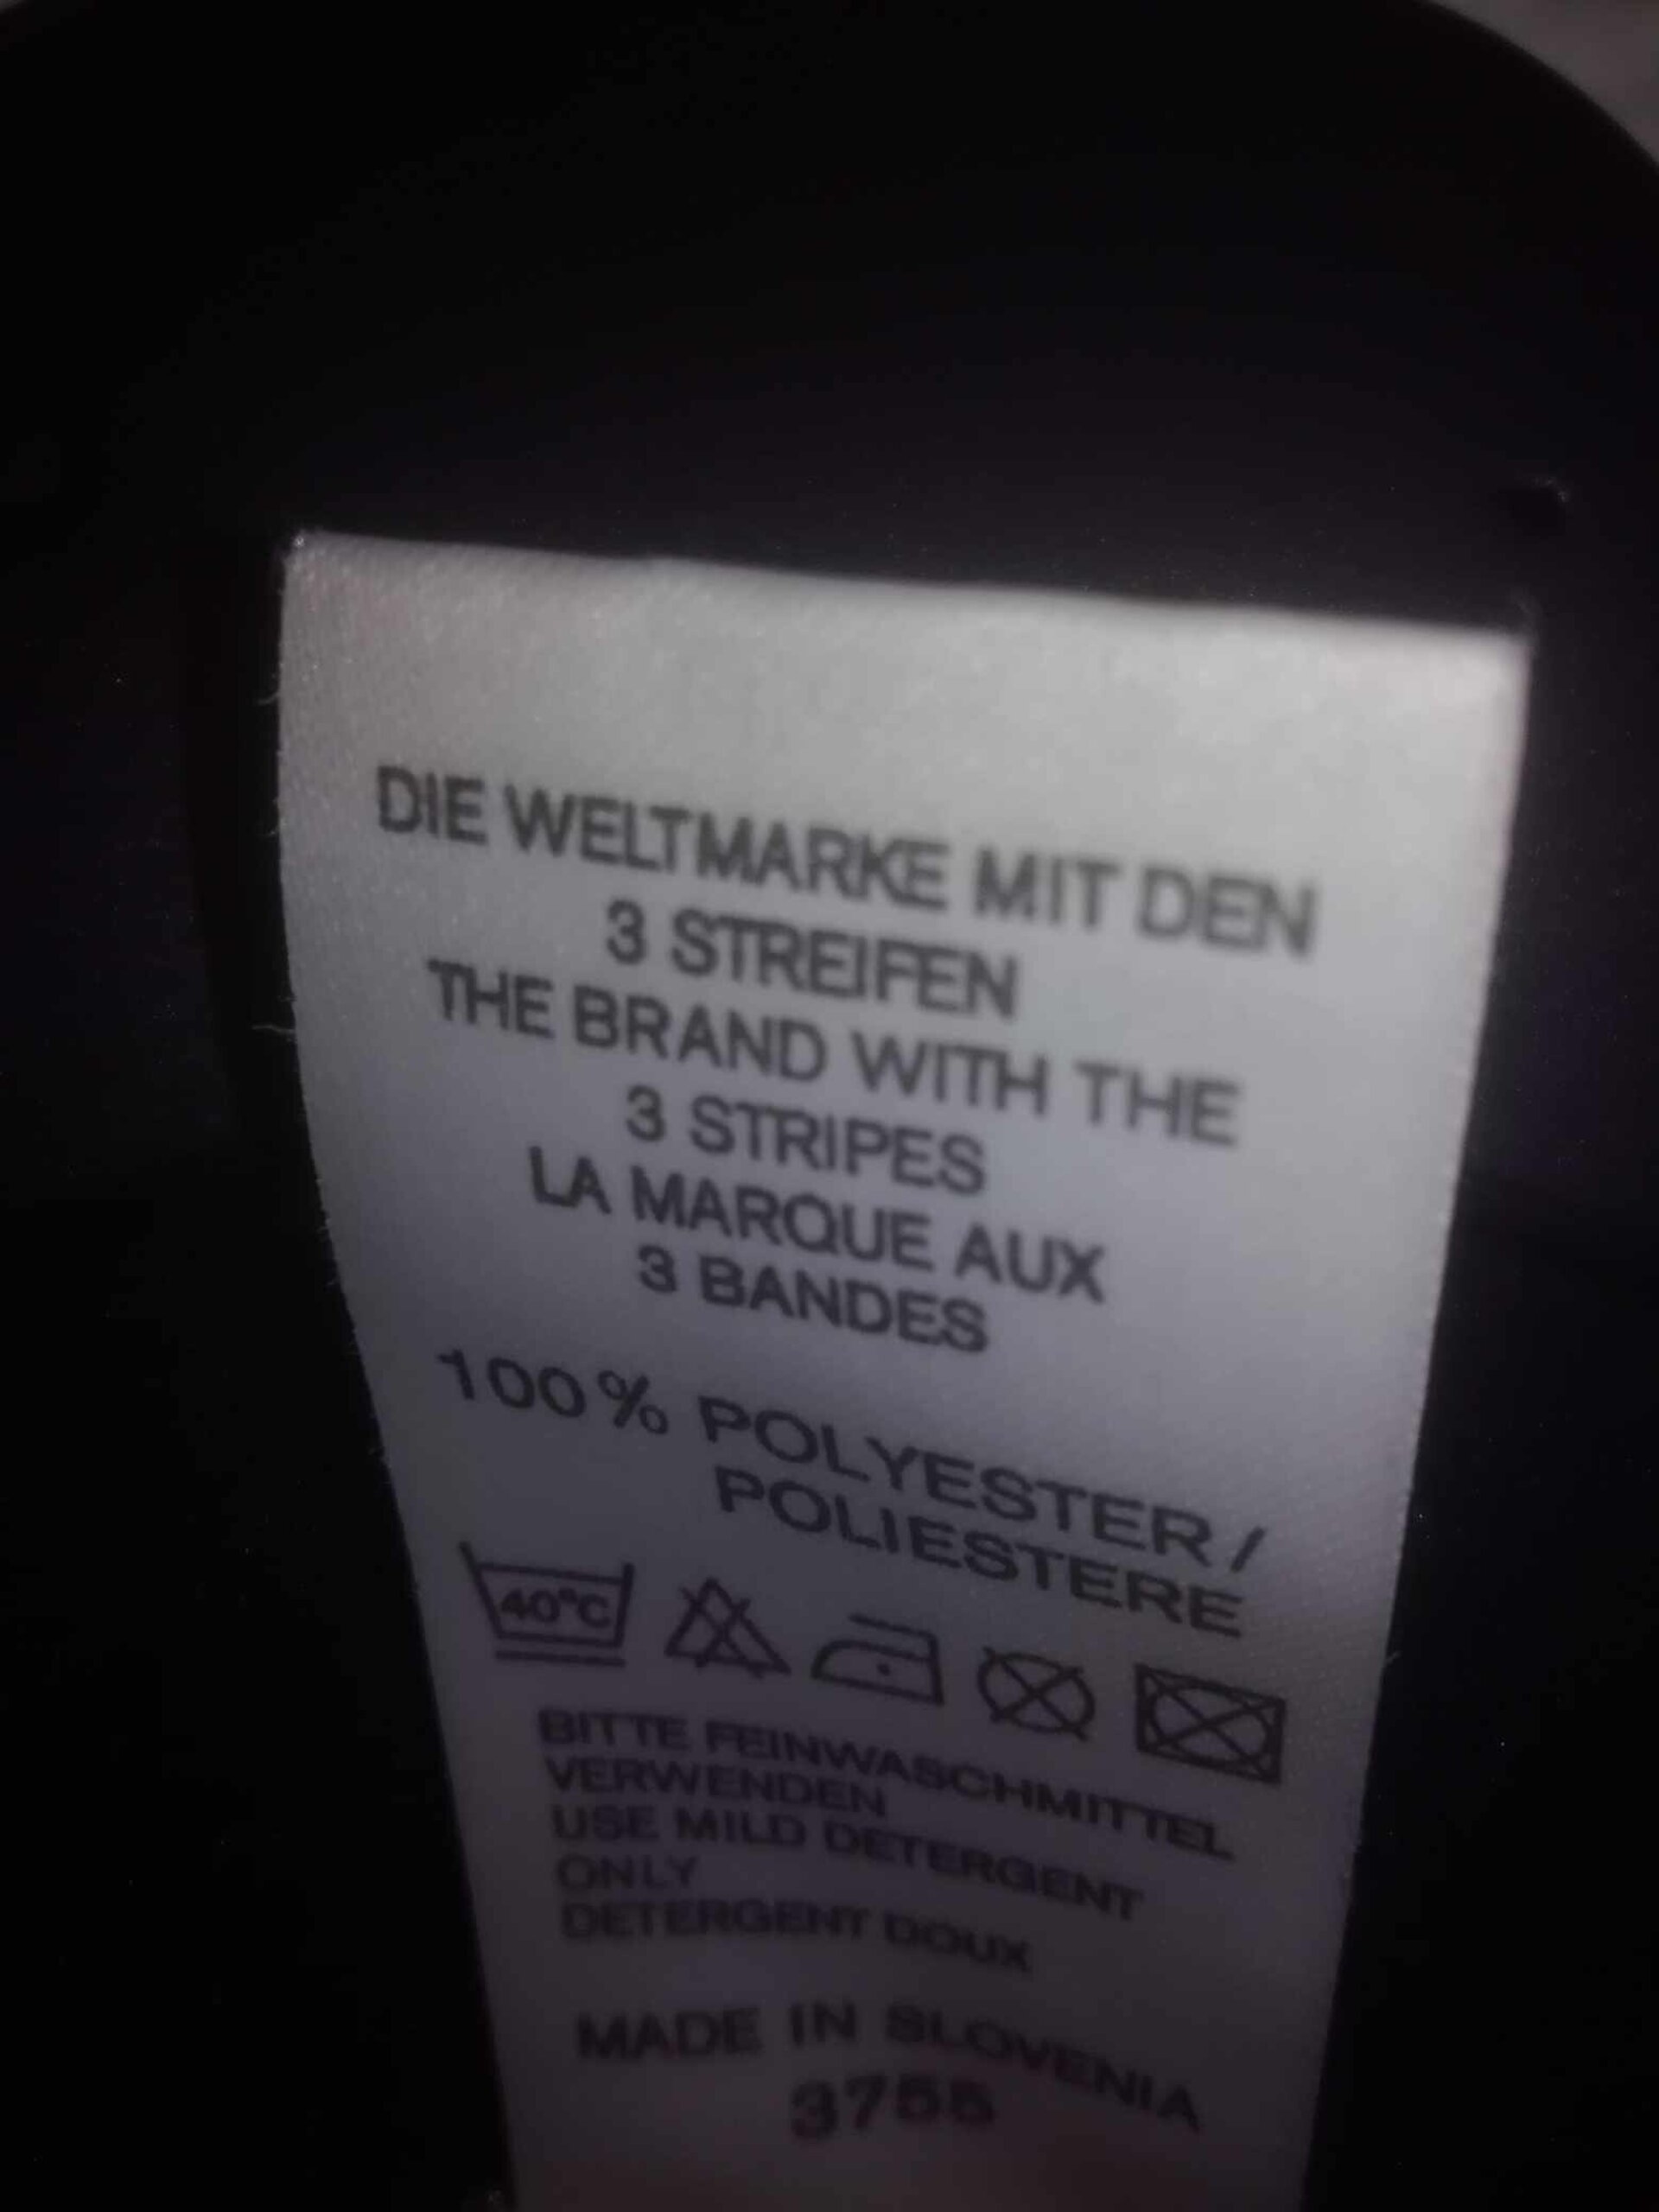 DIE WELTMARKE MIT DEN
3 STREIFEN
THE BRAND WITH THE
3 STRIPES
LA MARQUE AUX
3 BANDES
100% POLYESTER/
POLIESTERE
40°C
BITTE FEINWASCHMITTEL
VERWENDEN
USE MILD DETERGENT
ONLY
DETERGENT DOUX
MADE IN SLOVENIA
3755